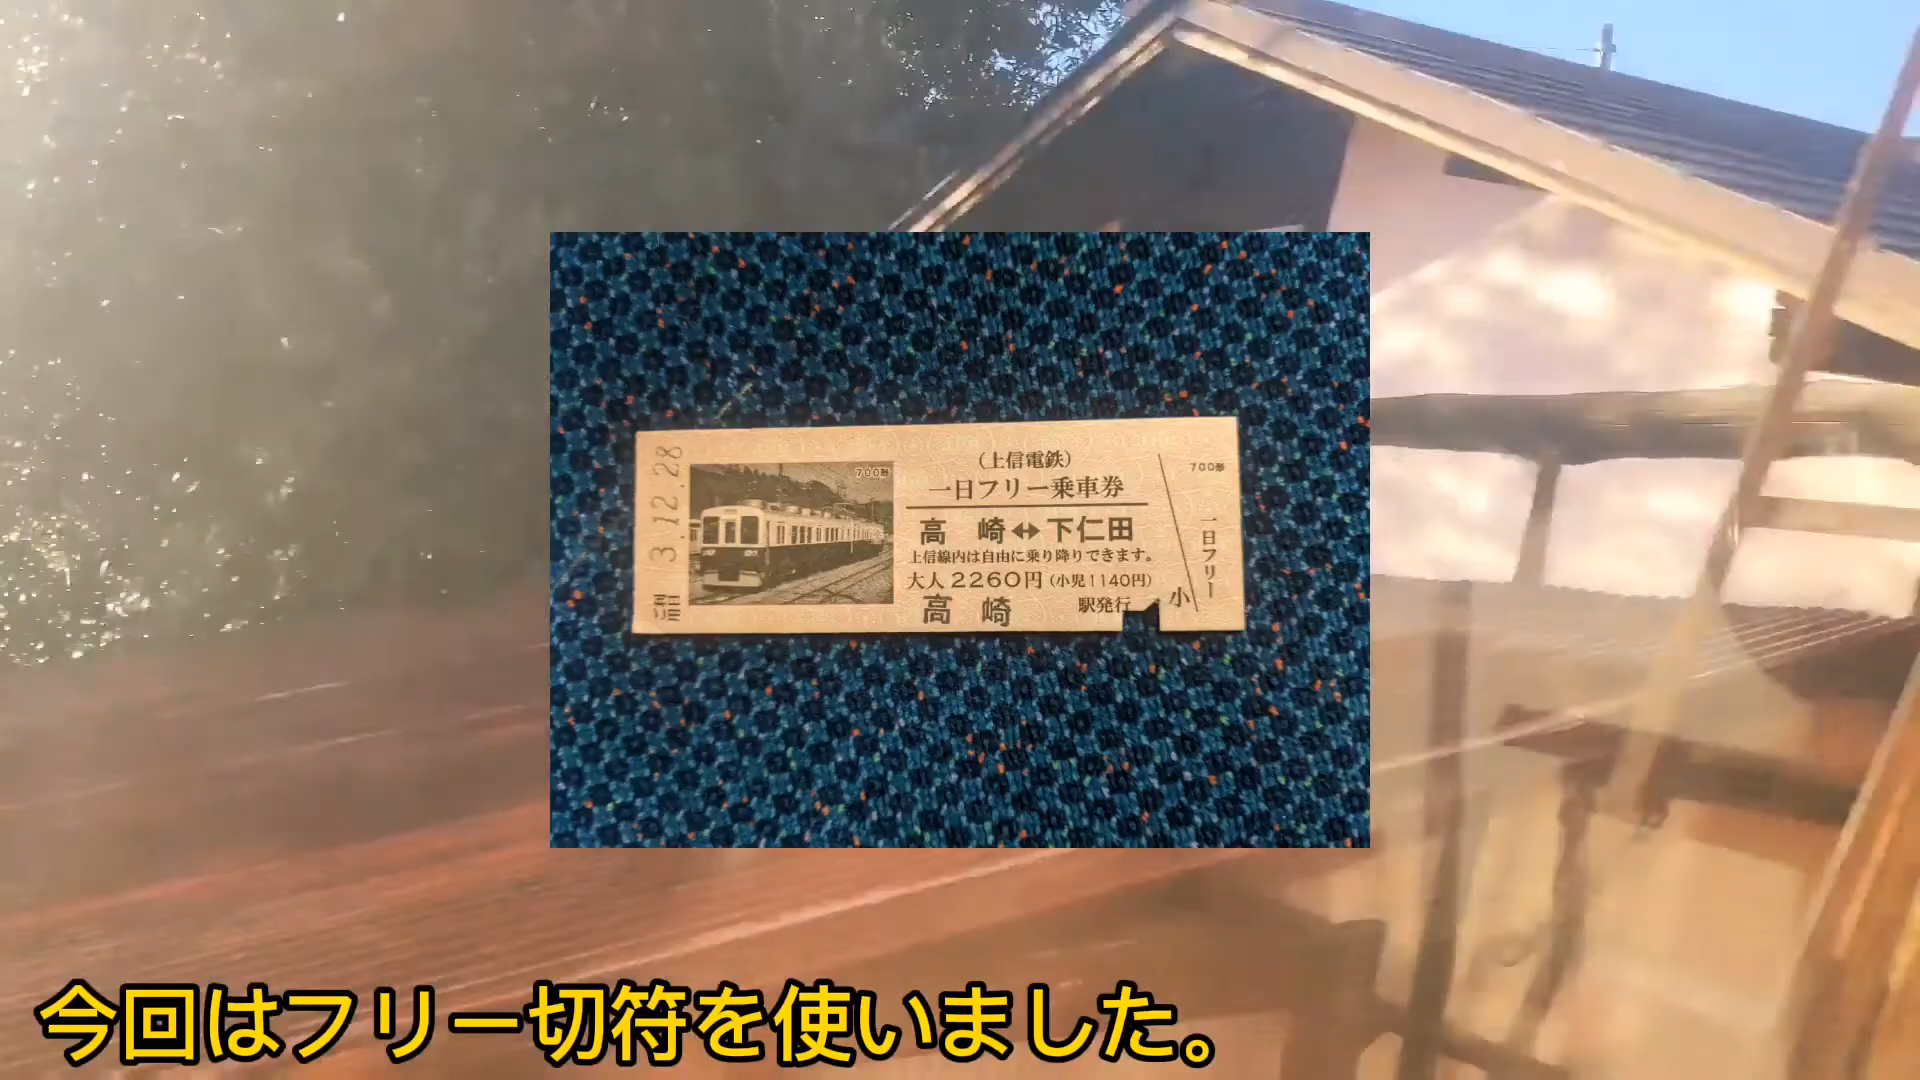 3.12.28
700形
(上信電鉄)
一日フリー乗車券
高 崎↔下仁田
上信線内は自由に乗り降りできます。
大人2260円(小児1140円)
高 崎 駅発行
小
700形
一日フリー
今回はフリー切符を使いました。